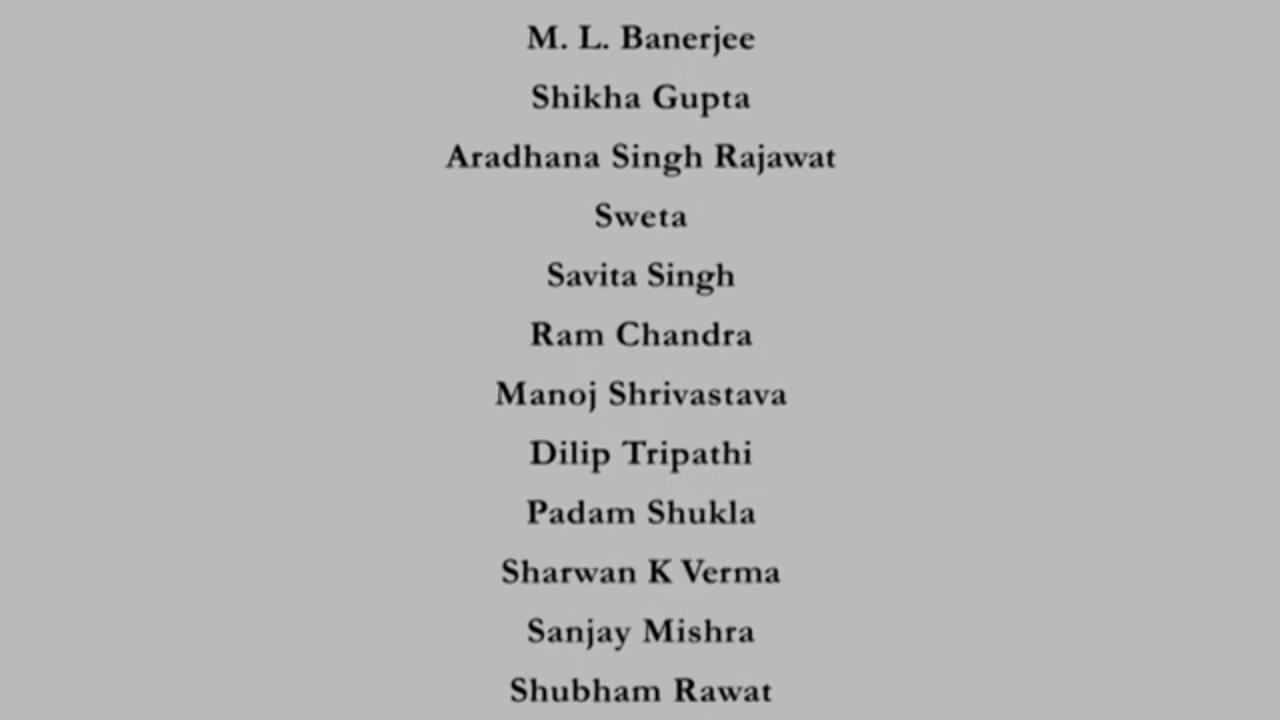 M. L. Banerjee
Shikha Gupta
Aradhana Singh Rajawat
Sweta
Savita Singh
Ram Chandra
Manoj Shrivastava
Dilip Tripathi
Padam Shukla
Sharwan K Verma
Sanjay Mishra
Shubham Rawat